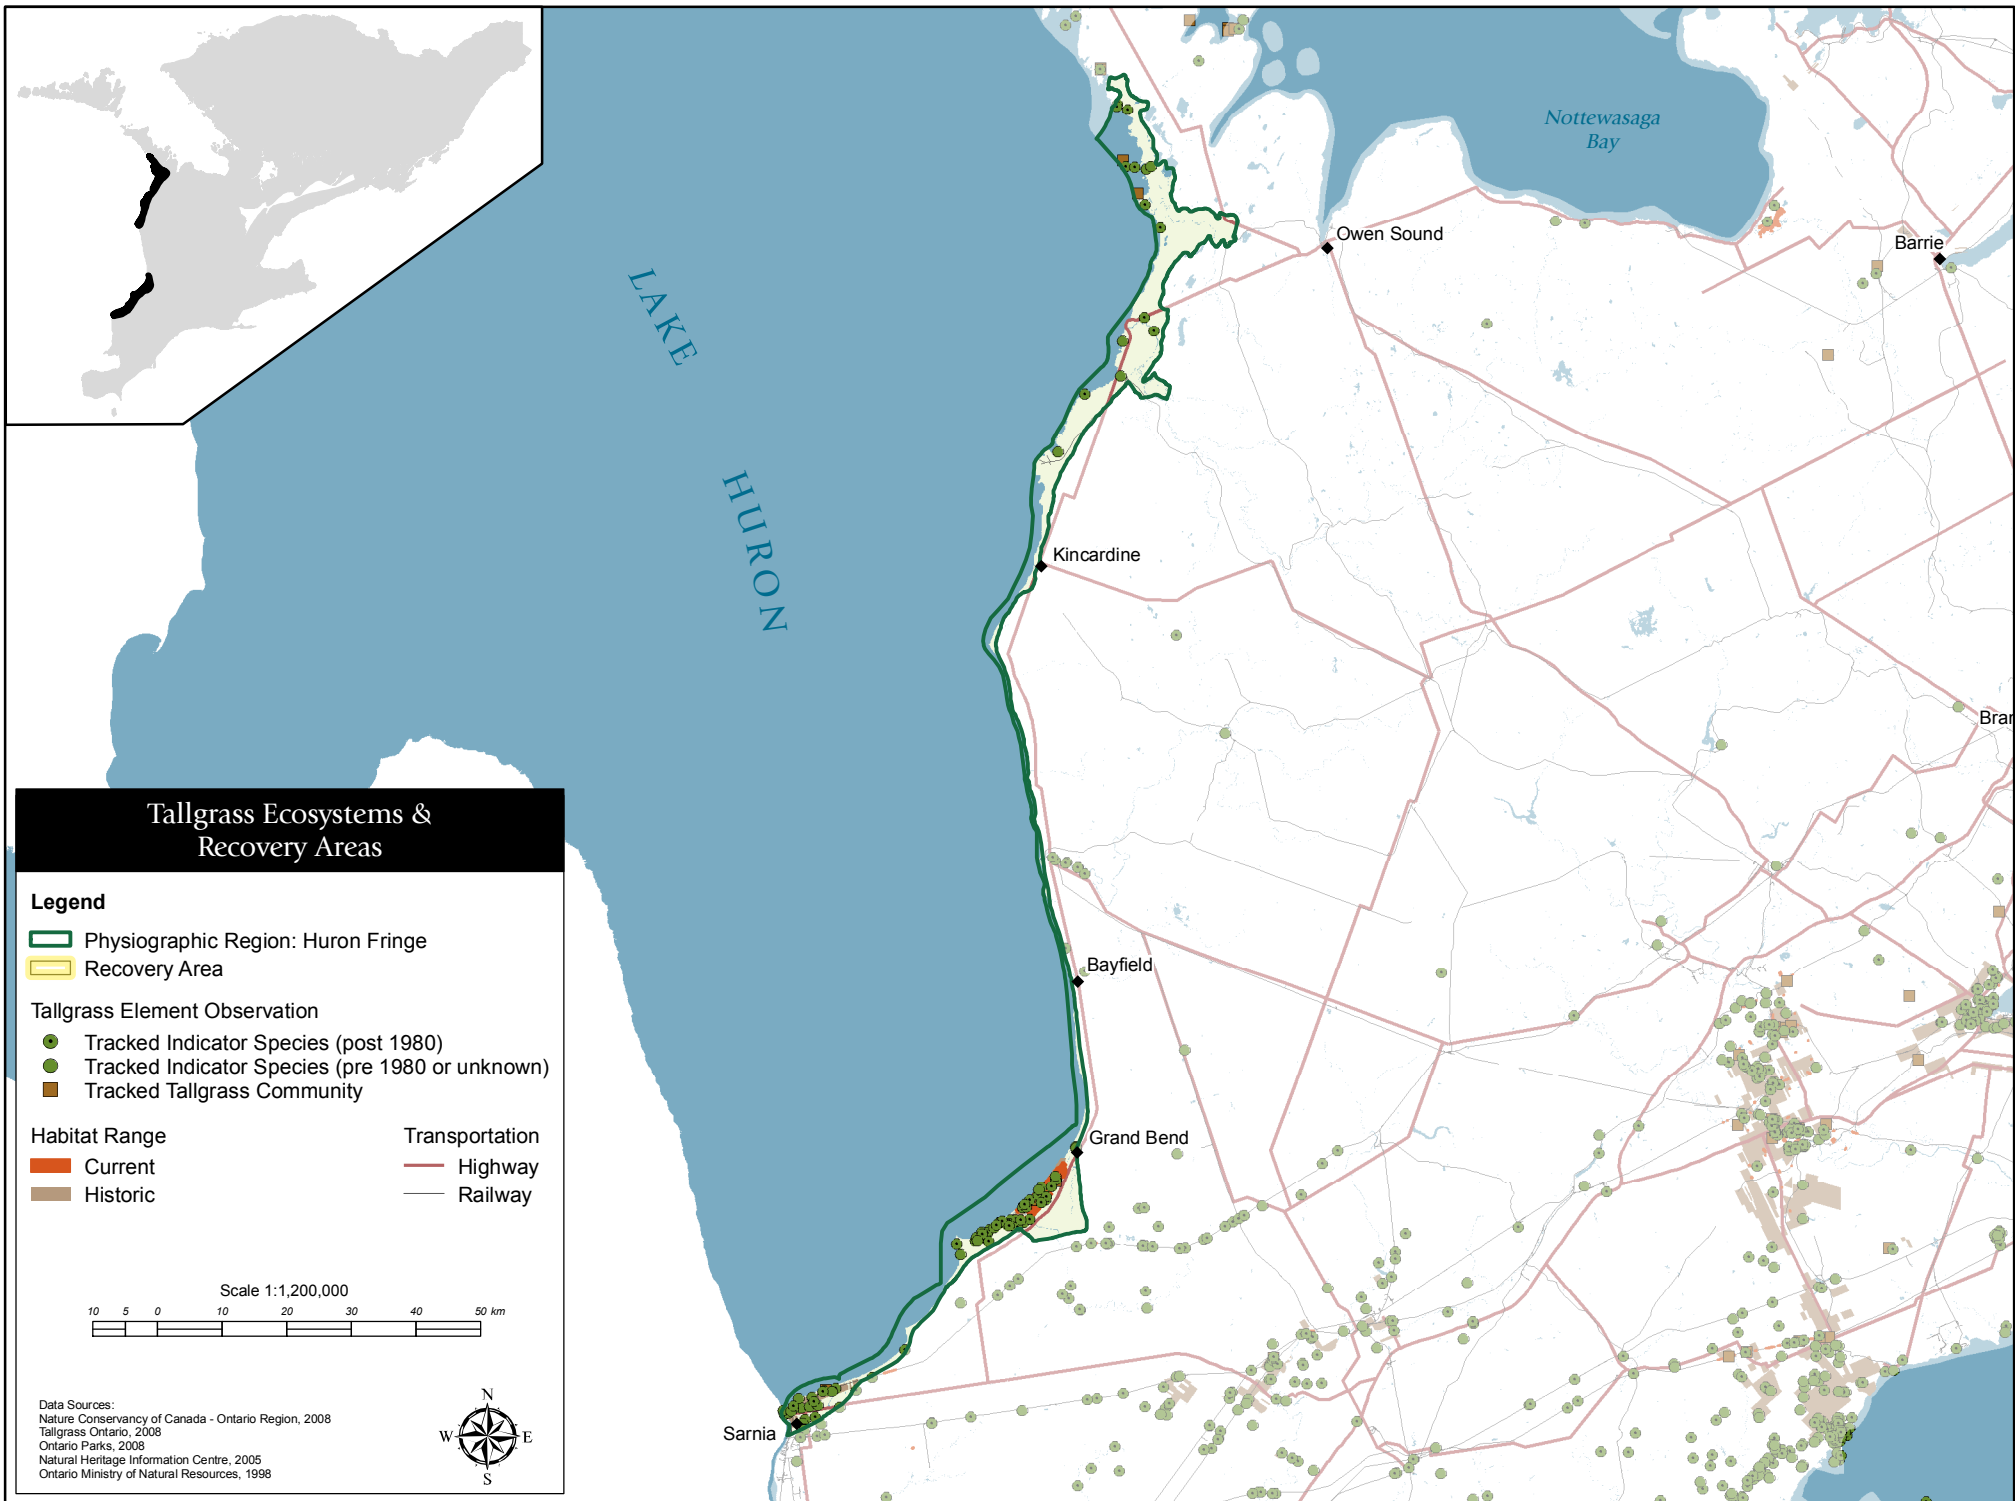 Nottewasaga
Bay
Owen Sound
Barrie
LAKE
HURON
Kincardine
Bran
Bayfield
Grand Bend
Sarnia
Tallgrass Ecosystems &
Recovery Areas
Legend
Physiographic Region: Huron Fringe
Recovery Area
Tallgrass Element Observation
Tracked Indicator Species (post 1980)
Tracked Indicator Species (pre 1980 or unknown)
Tracked Tallgrass Community
Habitat Range
Current
Historic
Transportation
Highway
Railway
Scale 1:1,200,000
10 5 0 10 20 30 40 50 km
Data Sources:
Nature Conservancy of Canada - Ontario Region, 2008
Tallgrass Ontario, 2008
Ontario Parks, 2008
Natural Heritage Information Centre, 2005
Ontario Ministry of Natural Resources, 1998
N
W E
S